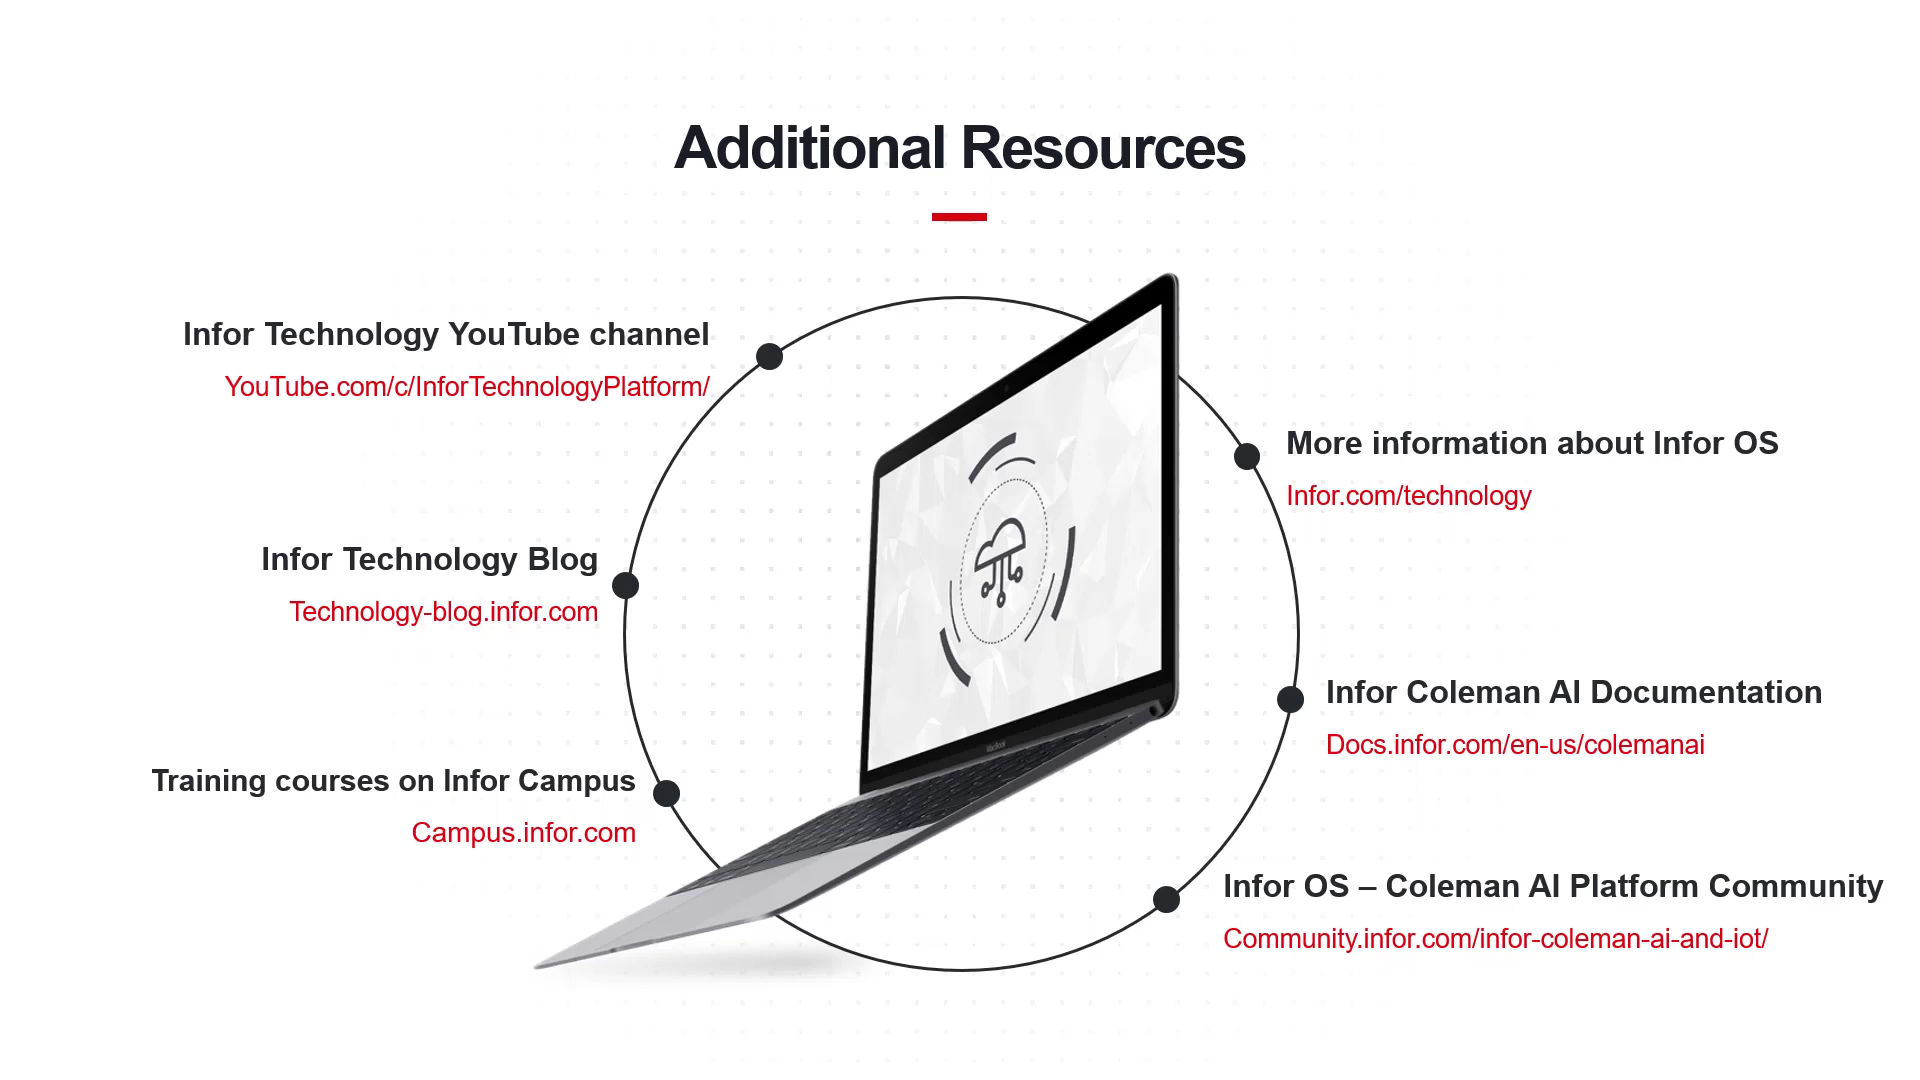 Additional Resources
Infor Technology YouTube channel
YouTube.com/c/InforTechnologyPlatform/
Infor Technology Blog
Technology-blog.infor.com
Training courses on Infor Campus
Campus.infor.com
More information about Infor OS
Infor.com/technology
Infor Coleman AI Documentation
Docs.infor.com/en-us/colemanai
Infor OS – Coleman AI Platform Community
Community.infor.com/infor-coleman-ai-and-iot/
MacBook